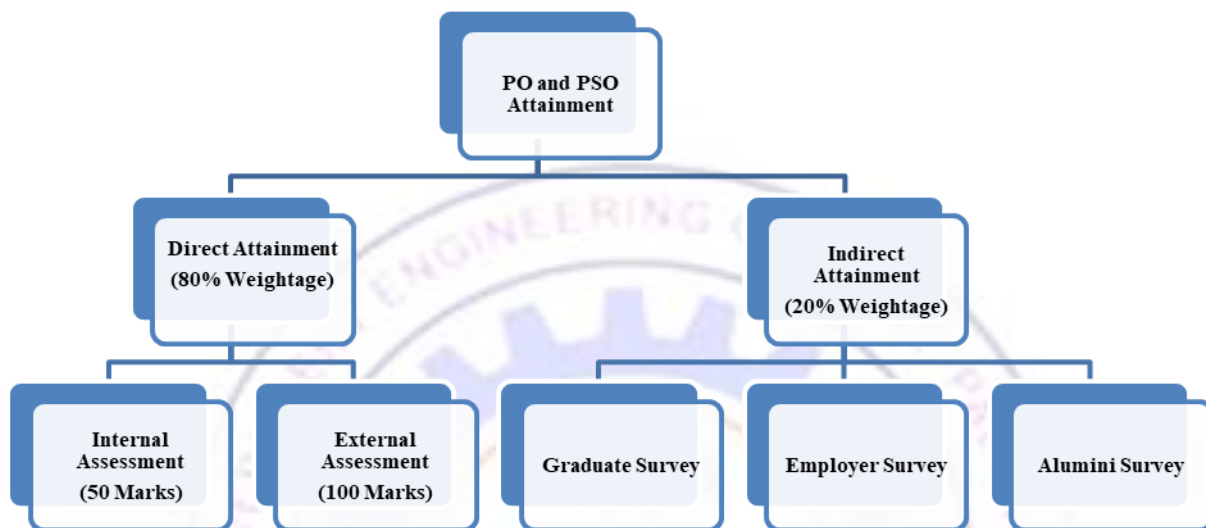 PO and PSO
Attainment
Direct Attainment
(80% Weightage)
Indirect
Attainment
(20% Weightage)
Internal
Assessment
(50 Marks)
External
Assessment
(100 Marks)
Graduate Survey
Employer Survey
Alumini Survey
ENGINEERING